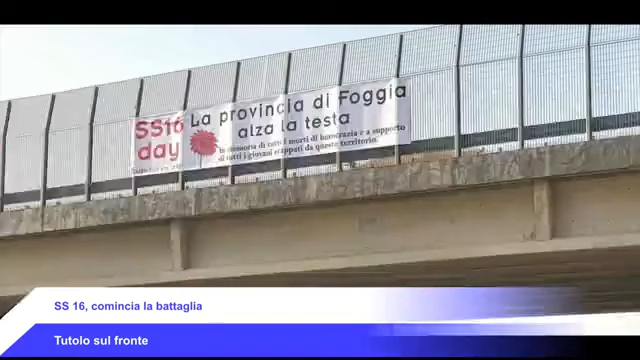 SS16
day
La provincia di Foggia
alza la testa
in memoria di tutti i morti di burocrazia e a supporto
di tutti i giovani scappati da questo territorio.
SS 16, comincia la battaglia
Tutolo sul fronte